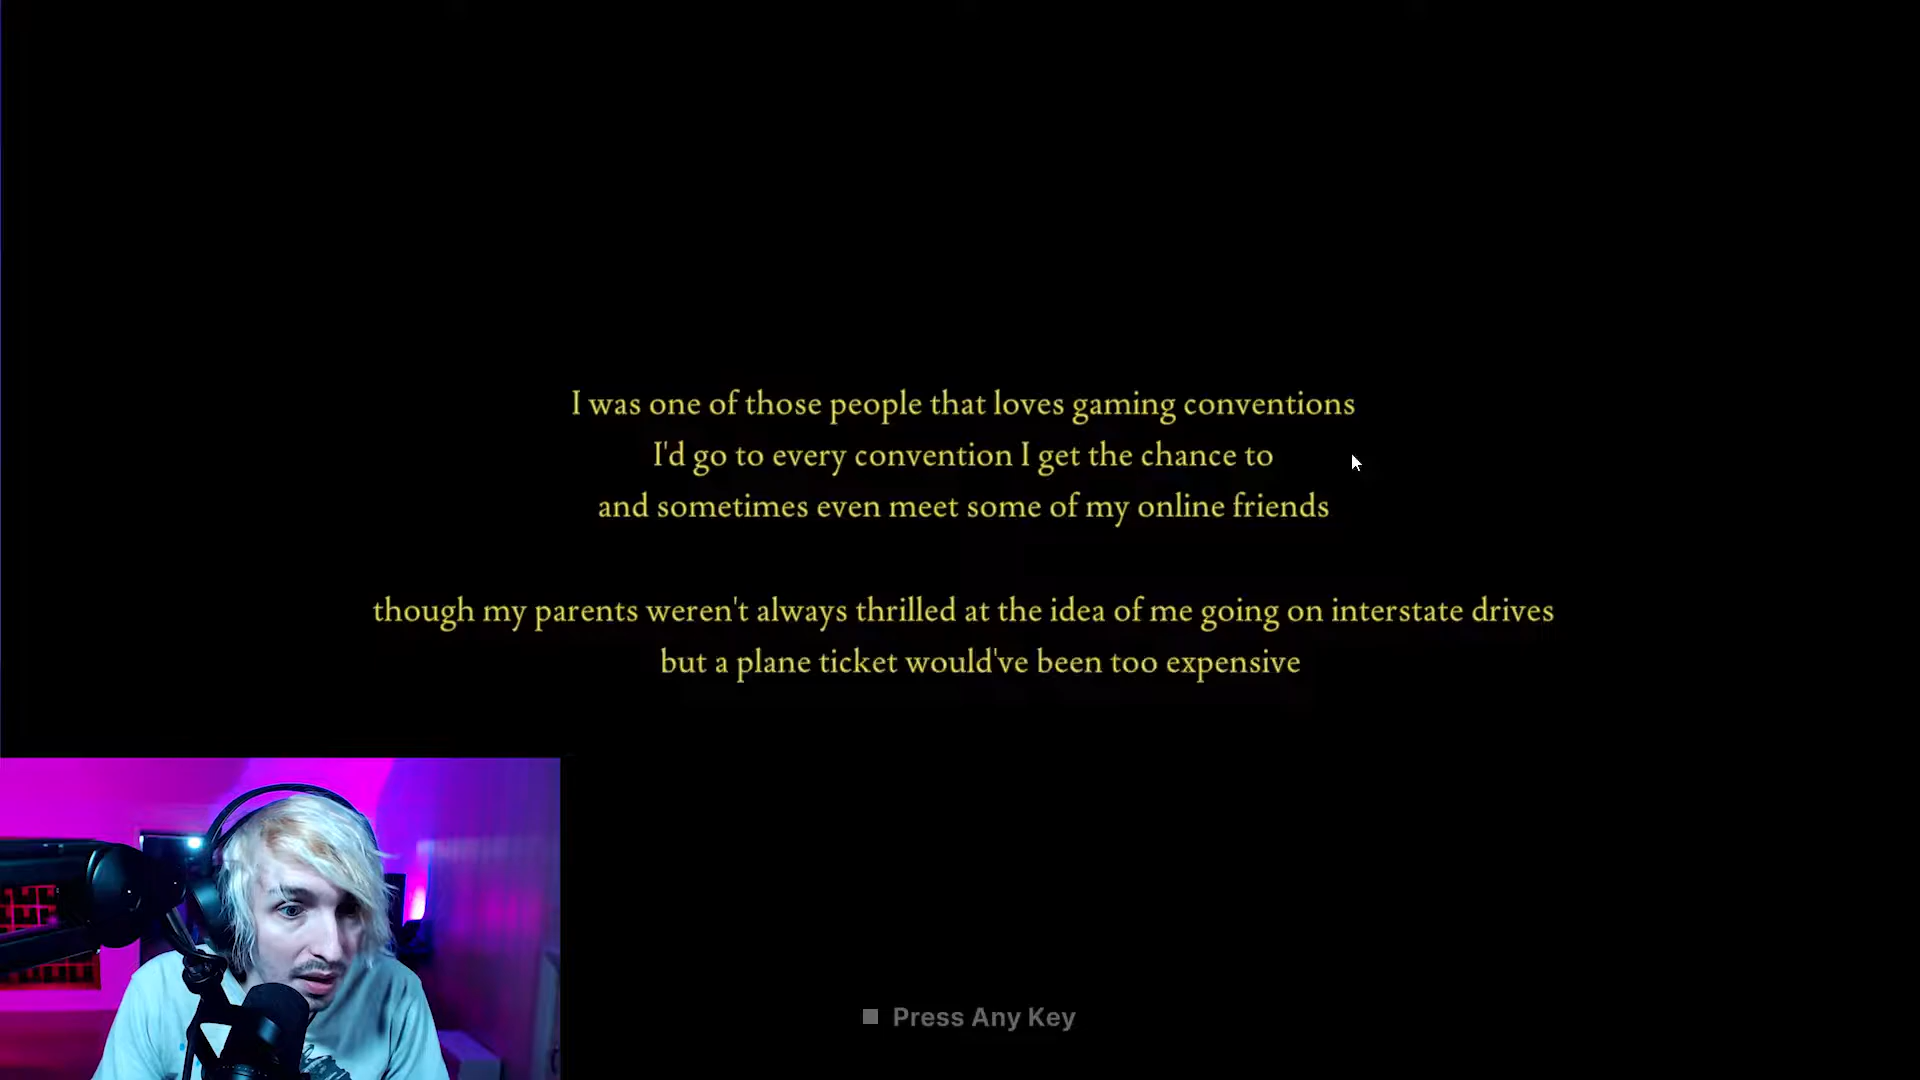 I was one of those people that loves gaming conventions
I'd go to every convention I get the chance to
and sometimes even meet some of my online friends
though my parents weren't always thrilled at the idea of me going on interstate drives
but a plane ticket would've been too expensive
Press Any Key